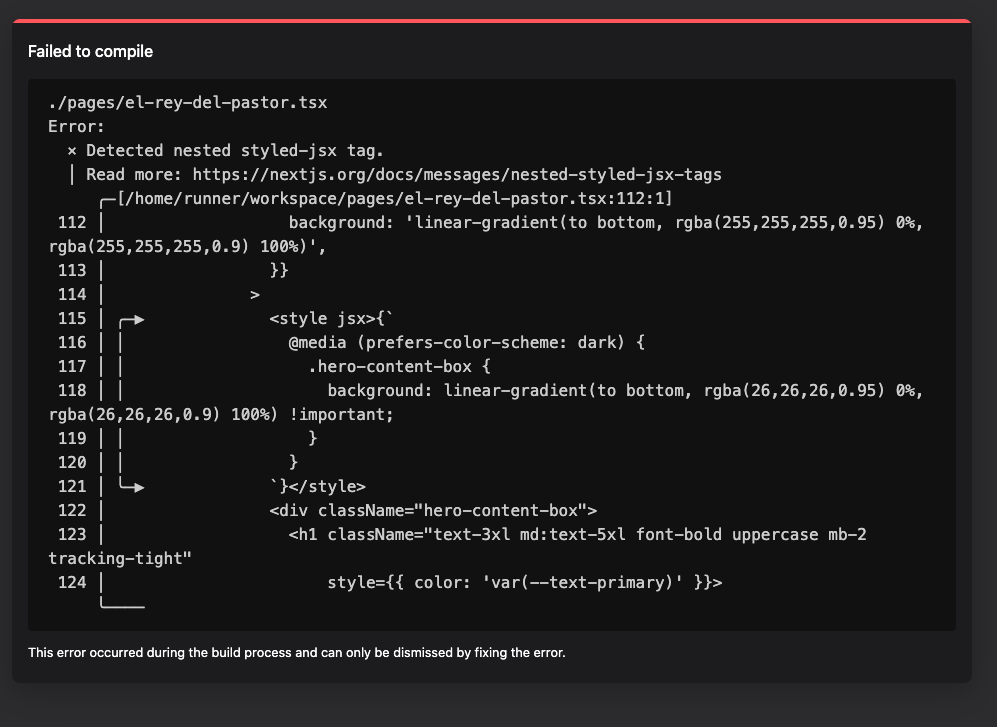 Failed to compile
./pages/el-rey-del-pastor.tsx
Error:
× Detected nested styled-jsx tag.
│ Read more: https://nextjs.org/docs/messages/nested-styled-jsx-tags
╭─[/home/runner/workspace/pages/el-rey-del-pastor.tsx:112:1]
112 │ background: 'linear-gradient(to bottom, rgba(255,255,255,0.95) 0%,
rgba(255,255,255,0.9) 100%)',
113 │ }}
114 │ >
115 │ ╭─▶ <style jsx>{`
116 │ │ @media (prefers-color-scheme: dark) {
117 │ │ .hero-content-box {
118 │ │ background: linear-gradient(to bottom, rgba(26,26,26,0.95) 0%,
rgba(26,26,26,0.9) 100%) !important;
119 │ │ }
120 │ │ }
121 │ ╰─▶ `}</style>
122 │ <div className="hero-content-box">
123 │ <h1 className="text-3xl md:text-5xl font-bold uppercase mb-2
tracking-tight"
124 │ style={{ color: 'var(--text-primary)' }}>
╰────
This error occurred during the build process and can only be dismissed by fixing the error.